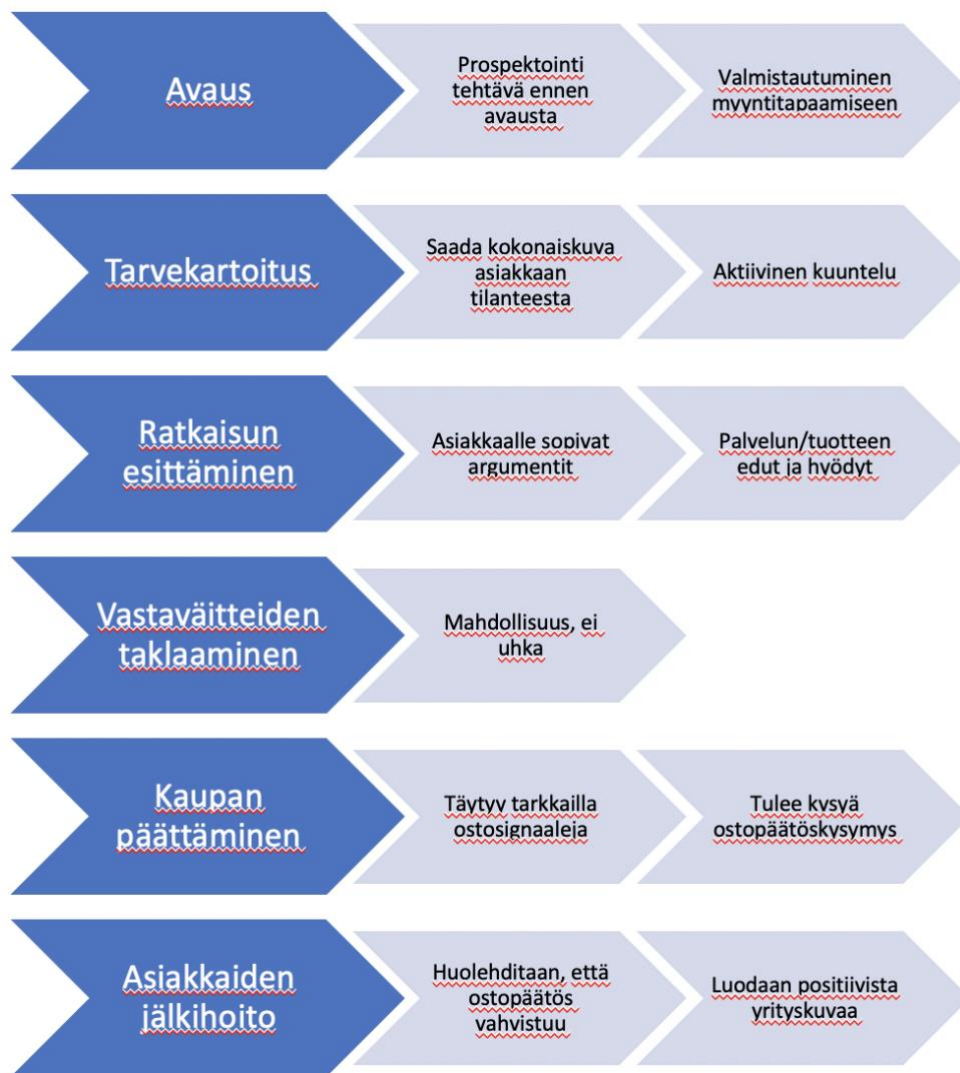 Avaus
Prospektointi
tehtävä ennen
avausta
Valmistautuminen
myyntitapaamiseen
Tarvekartoitus
Saada kokonaiskuva
asiakkaan
tilanteesta
Aktiivinen kuuntelu
Ratkaisun
esittäminen
Asiakkaalle sopivat
argumentit
Palvelun/tuotteen
edut ja hyödyt
Vastaväitteiden
taklaaminen
Mahdollisuus, ei
uhka
Kaupan
päättäminen
Täytyy tarkkailla
ostosignaaleja
Tulee kysyä
ostopäätöskysymys
Asiakkaiden
jälkihoito
Huolehditaan, että
ostopäätös
vahvistuu
Luodaan positiivista
yrityskuvaa